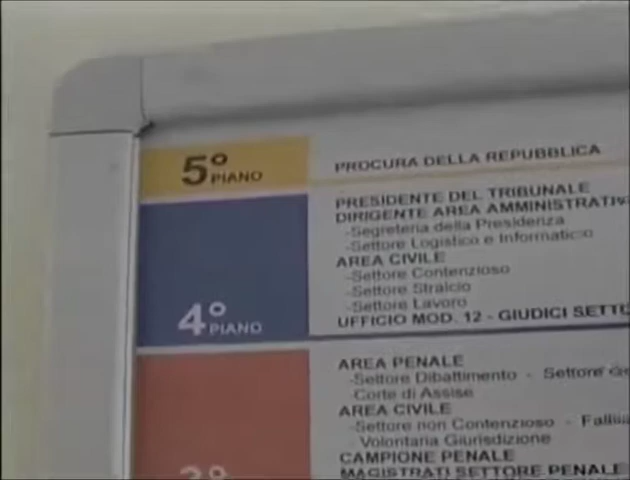 5° PIANO
PROCURA DELLA REPUBBLICA
PRESIDENTE DEL TRIBUNALE
DIRIGENTE AREA AMMINISTRATIV
-Segreteria della Presidenza
-Settore Logistico e Informatico
AREA CIVILE
-Settore Contenzioso
-Settore Stralcio
-Settore Lavoro
4° PIANO
UFFICIO MOD. 12 - GIUDICI SETTO
AREA PENALE
-Settore Dibattimento - Settore
-Corte di Assise
AREA CIVILE
-Settore non Contenzioso -
-Volontaria Giurisdizione
CAMPIONE PENALE
MAGISTRATI SETTORE PENALE
3°